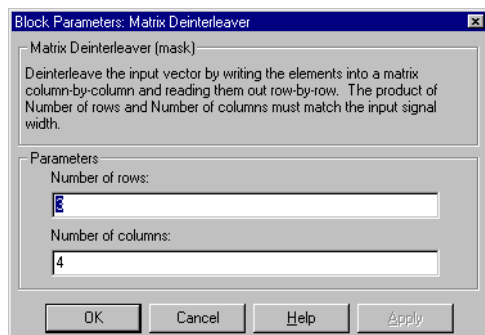 Block Parameters: Matrix Deinterleaver
Matrix Deinterleaver (mask)
Deinterleave the input vector by writing the elements into a matrix
column-by-column and reading them out row-by-row. The product of
Number of rows and Number of columns must match the input signal
width.
Parameters
Number of rows:
3
Number of columns:
4
OK Cancel Help Apply